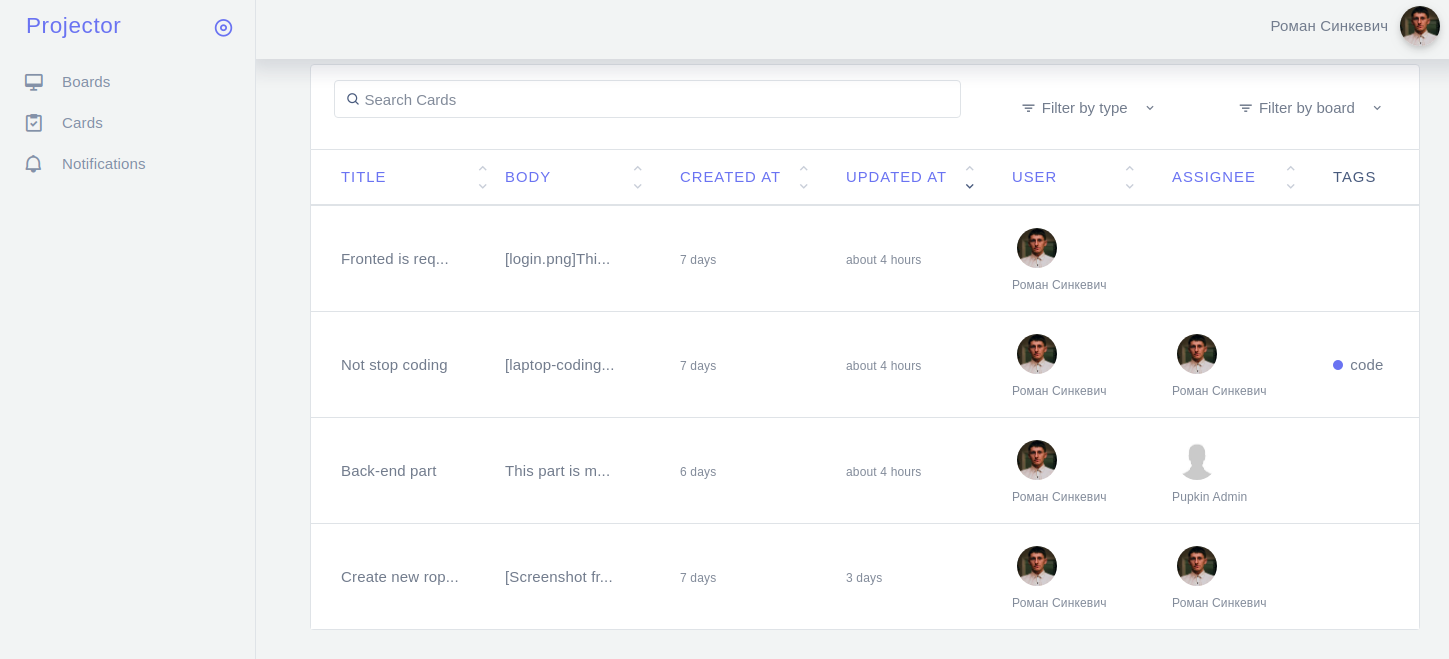 Projector
Роман Синкевич
Boards
Cards
Notifications
Search Cards
Filter by type
Filter by board
TITLE BODY CREATED AT UPDATED AT USER ASSIGNEE TAGS
Fronted is req... [login.png]Thi... 7 days about 4 hours
Роман Синкевич
Not stop coding [laptop-coding... 7 days about 4 hours code
Роман Синкевич Роман Синкевич
Back-end part This part is m... 6 days about 4 hours
Роман Синкевич Pupkin Admin
Create new rop... [Screenshot fr... 7 days 3 days
Роман Синкевич Роман Синкевич